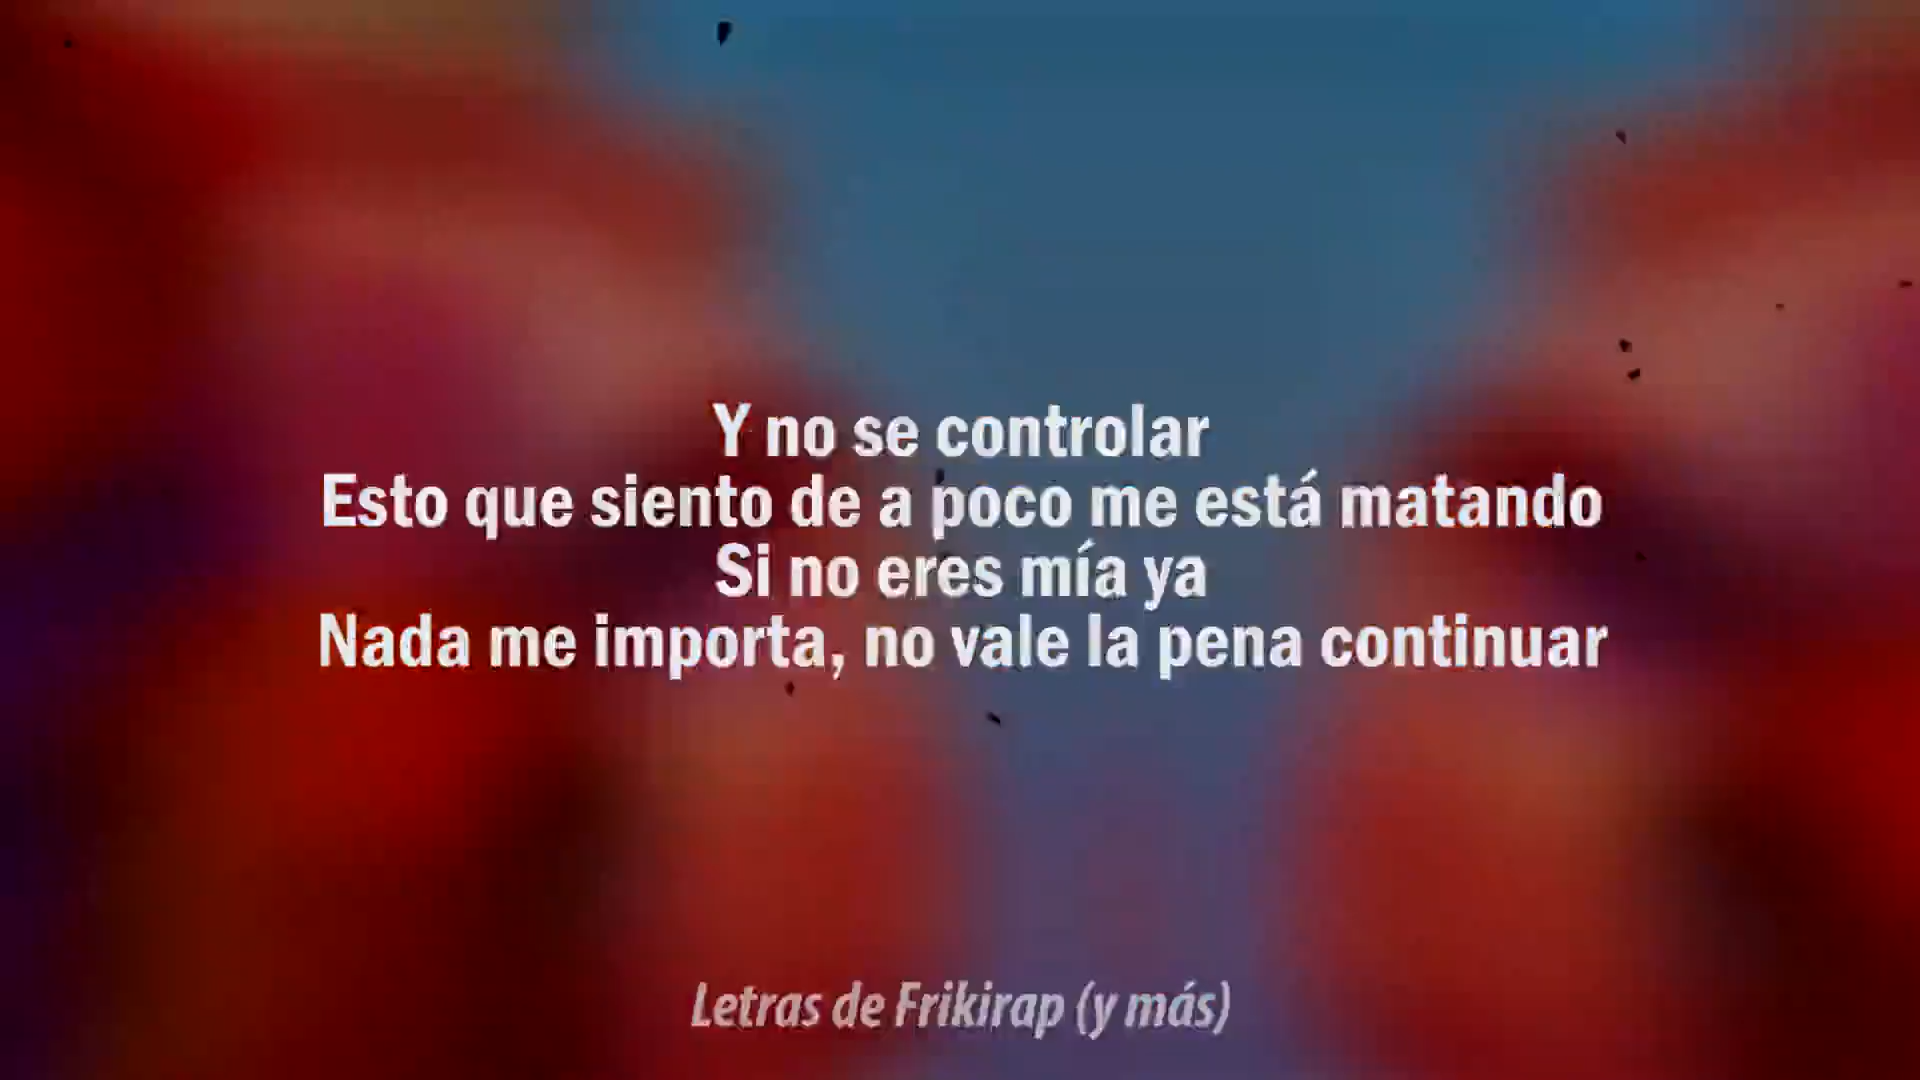 Y no se controlar
Esto que siento de a poco me está matando
Si no eres mía ya
Nada me importa, no vale la pena continuar
Letras de Frikirap (y más)